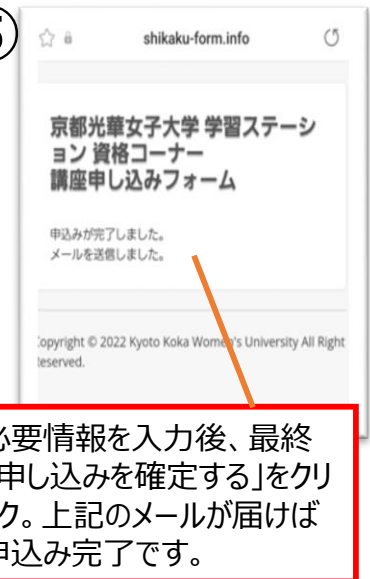 ⑤
shikaku-form.info
京都光華女子大学 学習ステーシ
ョン 資格コーナー
講座申し込みフォーム
申込みが完了しました。
メールを送信しました。
Copyright © 2022 Kyoto Koka Women's University All Right
Reserved.
必要情報を入力後、最終
申し込みを確定する」をクリ
ク。上記のメールが届けば
申込み完了です。